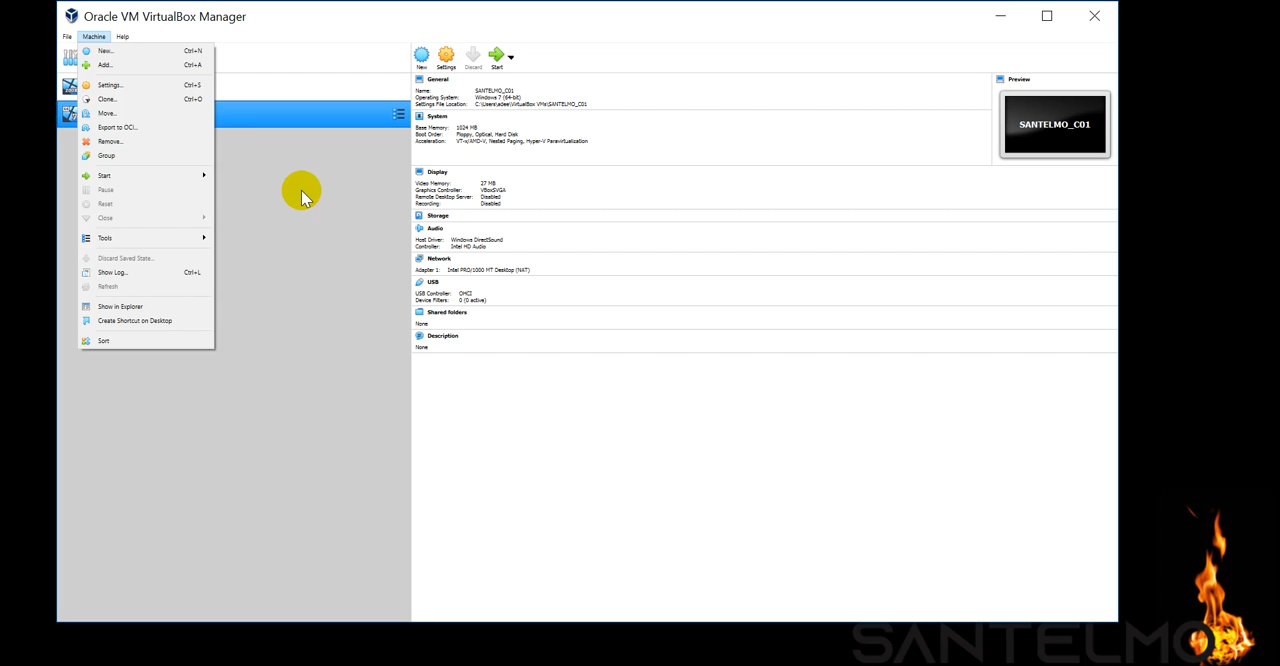 Oracle VM VirtualBox Manager
File Machine Help
New... Ctrl+N
Add... Ctrl+A
Settings... Ctrl+S
Clone... Ctrl+O
Move...
Export to OCI...
Remove...
Group
Start
Pause
Reset
Close
Tools
Discard Saved State...
Show Log... Ctrl+L
Refresh
Show in Explorer
Create Shortcut on Desktop
Sort
New Settings Discard Start
General
Name: SANTELMO_C01
Operating System: Windows 7 (64-bit)
Settings File Location:
System
Base Memory: 1024 MB
Boot Order: Floppy, Optical, Hard Disk
Acceleration: VT-x/AMD-V, Nested Paging, Hyper-V Paravirtualization
Display
Video Memory: 27 MB
Graphics Controller: VBoxSVGA
Remote Desktop Server: Disabled
Recording: Disabled
Storage
Audio
Host Driver: Windows DirectSound
Controller: Intel HD Audio
Network
Adapter 1: Intel PRO/1000 MT Desktop (NAT)
USB
USB Controller: OHCI
Device Filters: 0 (0 active)
Shared folders
None
Description
None
Preview
SANTELMO_C01
SANTELMO